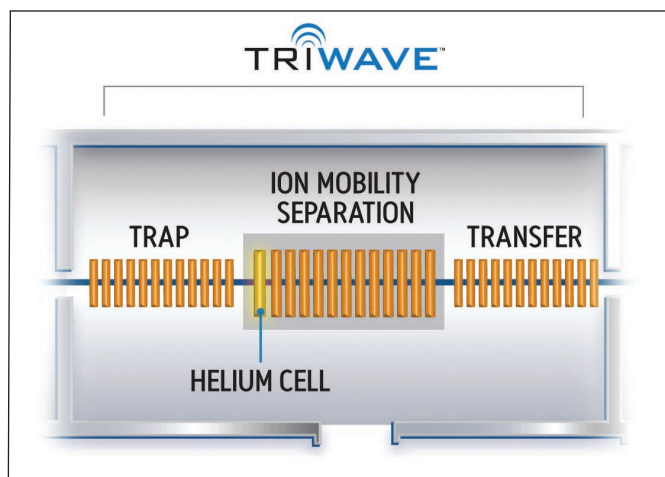 TRIWAVE™
ION MOBILITY
SEPARATION
TRAP
TRANSFER
HELIUM CELL